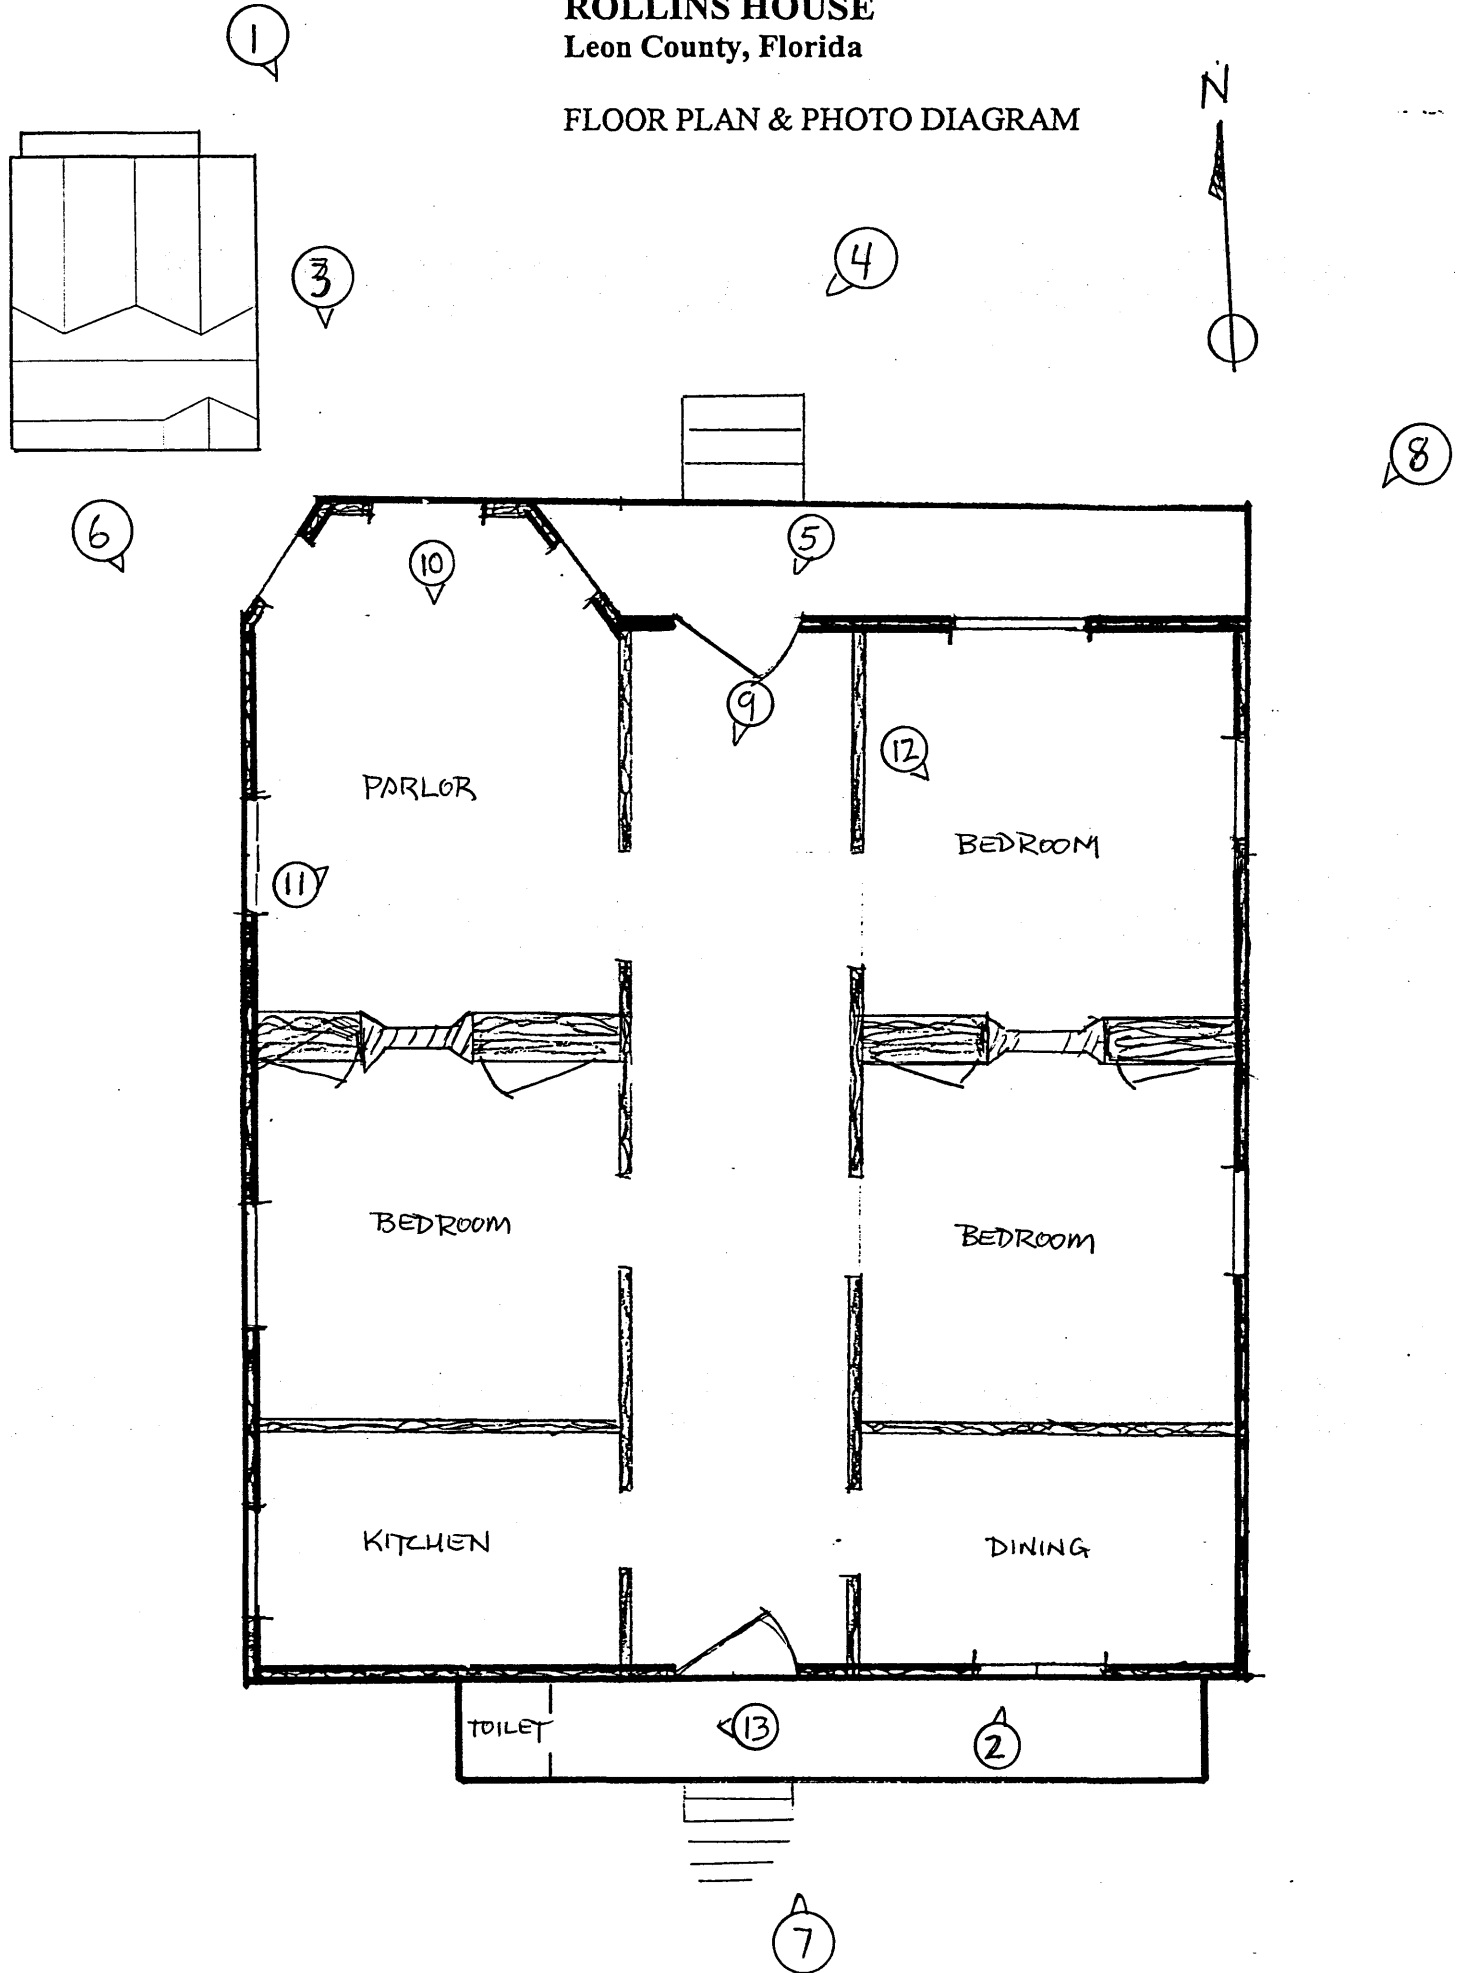 ROLLINS HOUSE
Leon County, Florida
FLOOR PLAN & PHOTO DIAGRAM
1
N
3
4
8
6
5
10
9
12
PARLOR
BEDROOM
11
BEDROOM
BEDROOM
KITCHEN
DINING
TOILET
13
2
7